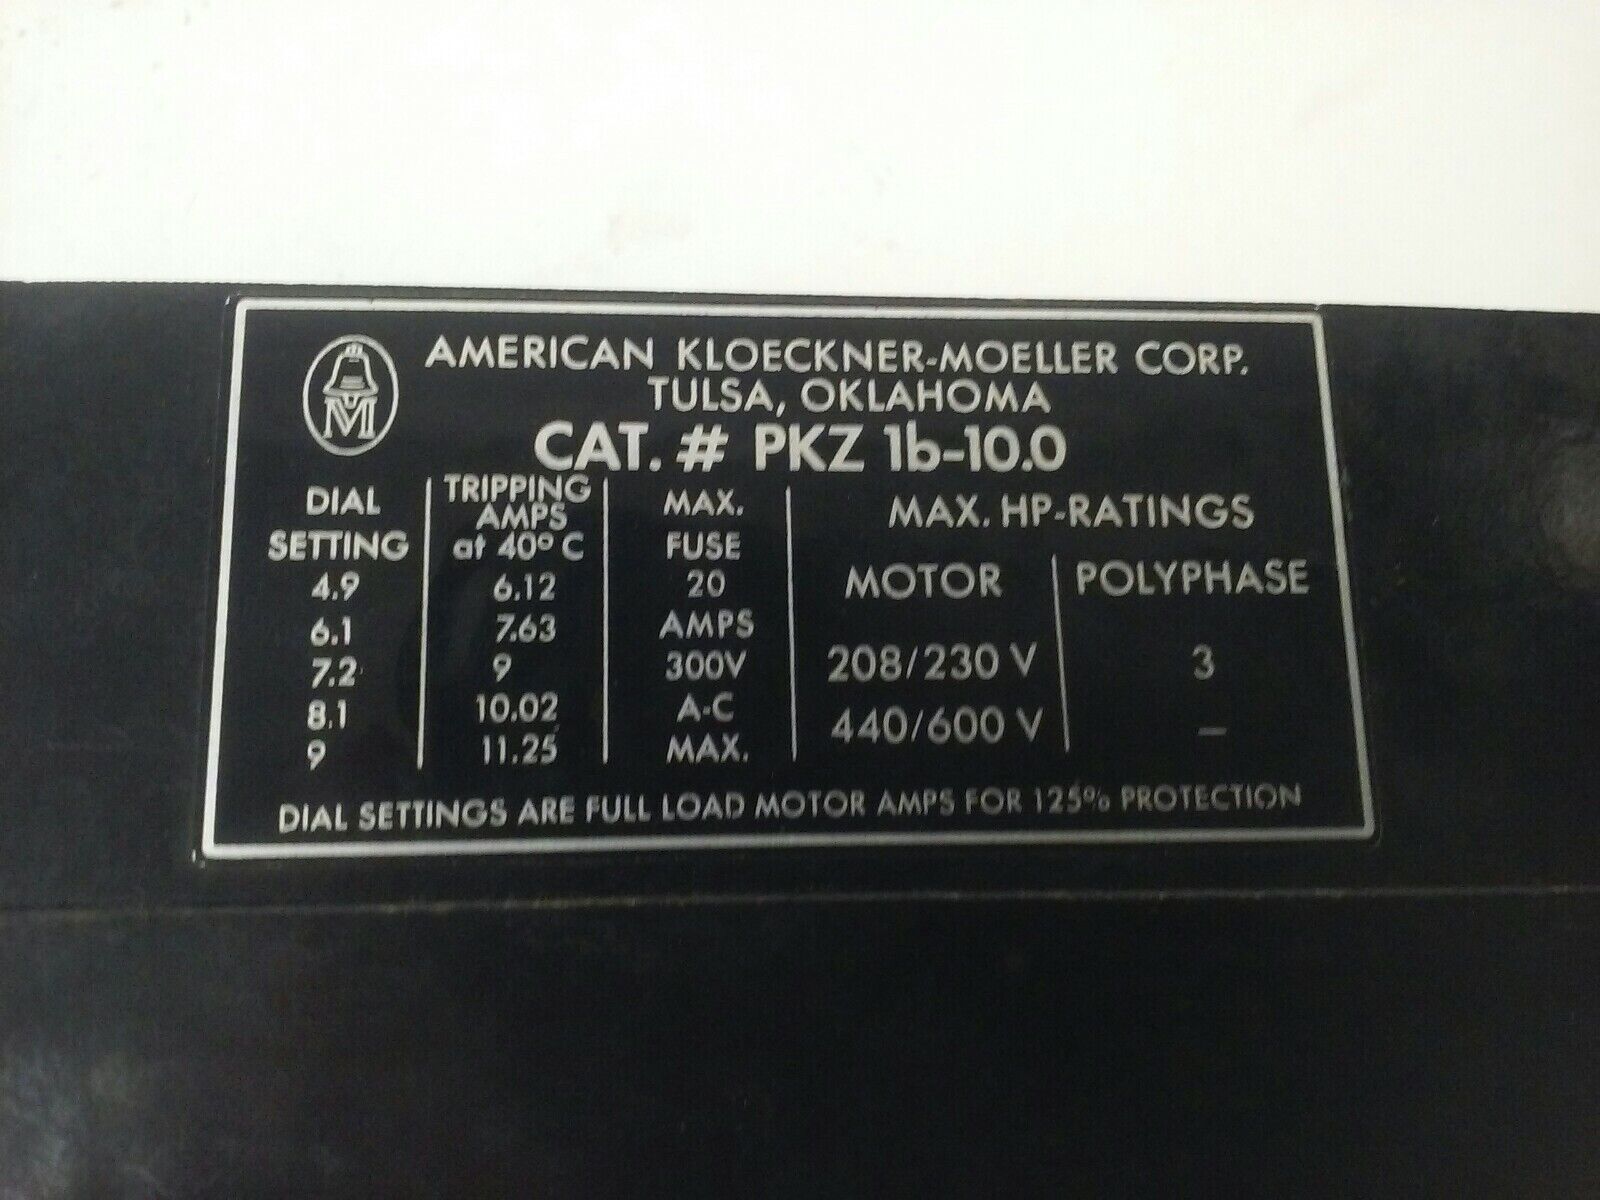 AMERICAN KLOECKNER-MOELLER CORP.
TULSA, OKLAHOMA
M
CAT. # PKZ 1b-10.0
DIAL SETTING
4.9
6.1
7.2
8.1
9
TRIPPING
AMPS
at 40° C
6.12
7.63
9
10.02
11.25
MAX.
FUSE
20
AMPS
300V
A-C
MAX.
MAX. HP-RATINGS
MOTOR POLYPHASE
208/230 V 3
440/600 V –
DIAL SETTINGS ARE FULL LOAD MOTOR AMPS FOR 125% PROTECTION